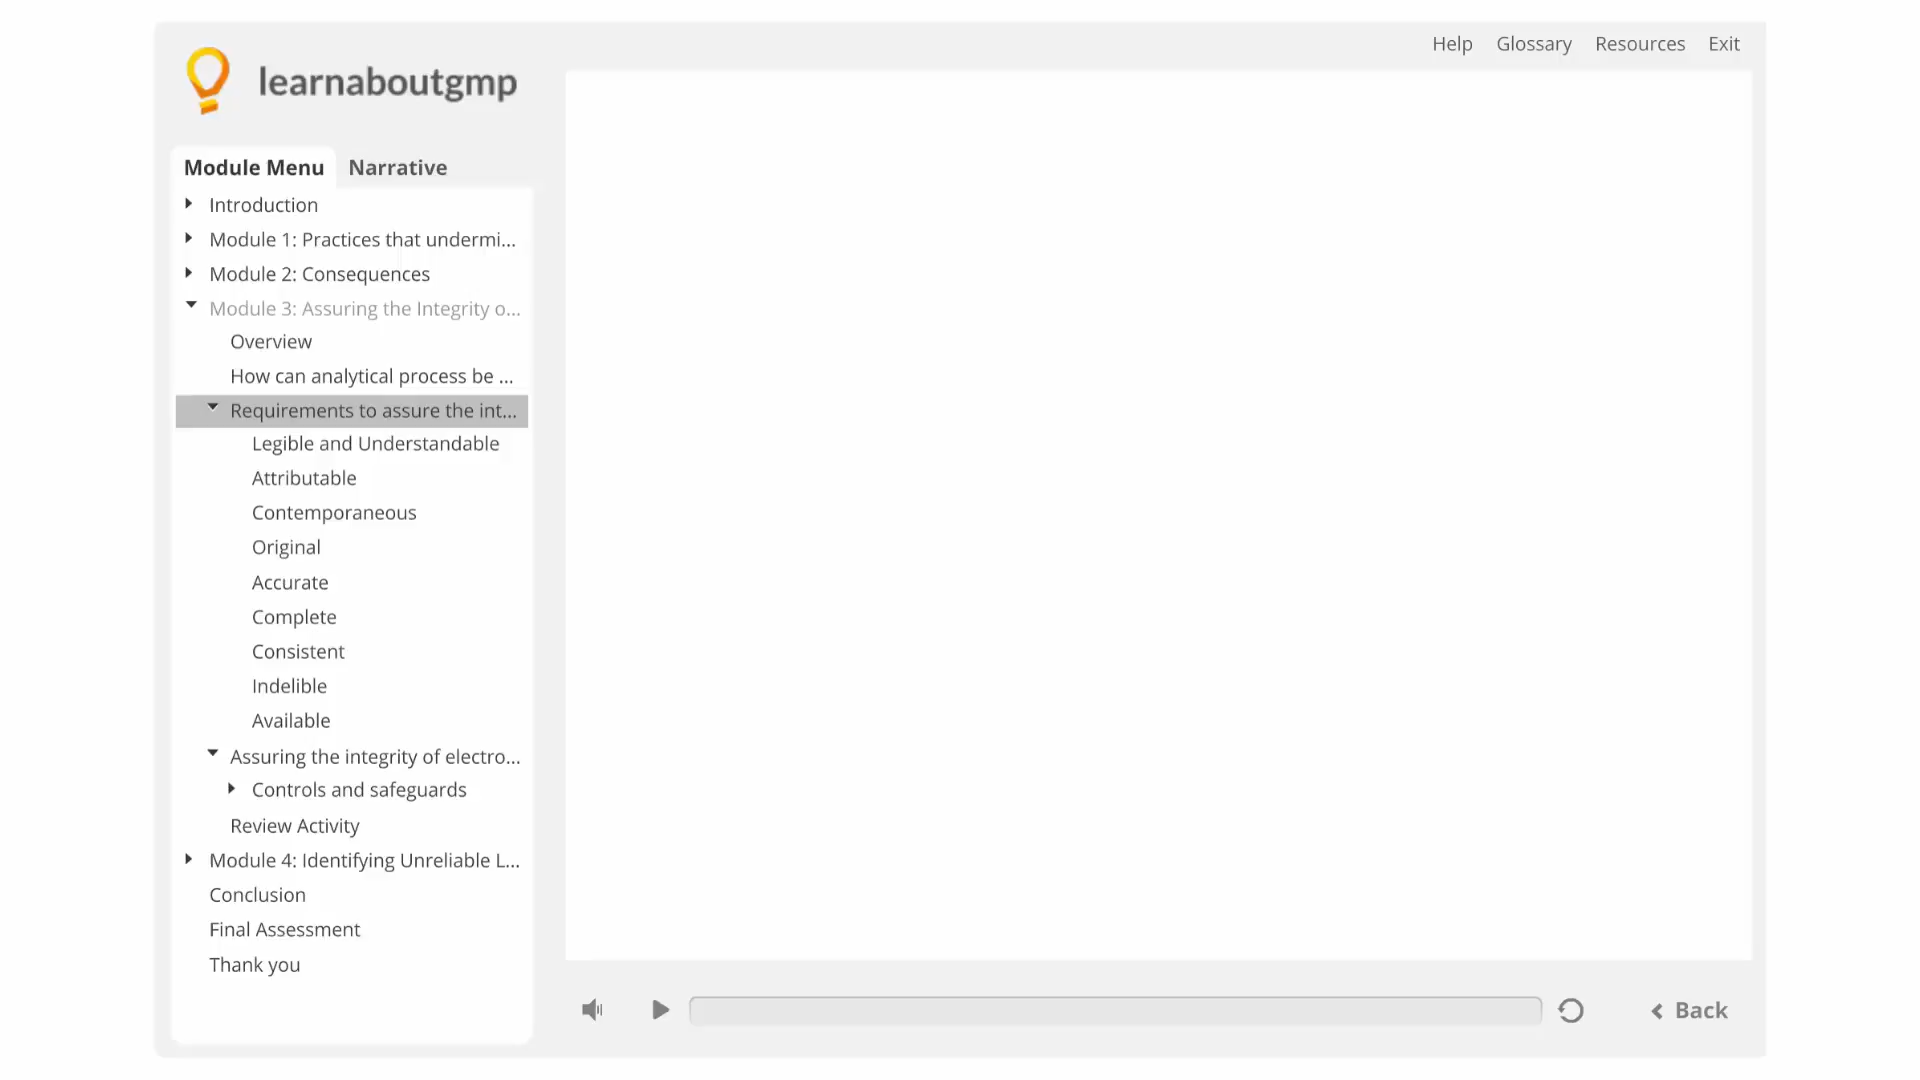 Help Glossary Resources Exit
learnaboutgmp
Module Menu Narrative
Introduction
Module 1: Practices that undermi...
Module 2: Consequences
Module 3: Assuring the Integrity o...
Overview
How can analytical process be ...
Requirements to assure the int...
Legible and Understandable
Attributable
Contemporaneous
Original
Accurate
Complete
Consistent
Indelible
Available
Assuring the integrity of electro...
Controls and safeguards
Review Activity
Module 4: Identifying Unreliable L...
Conclusion
Final Assessment
Thank you
Back